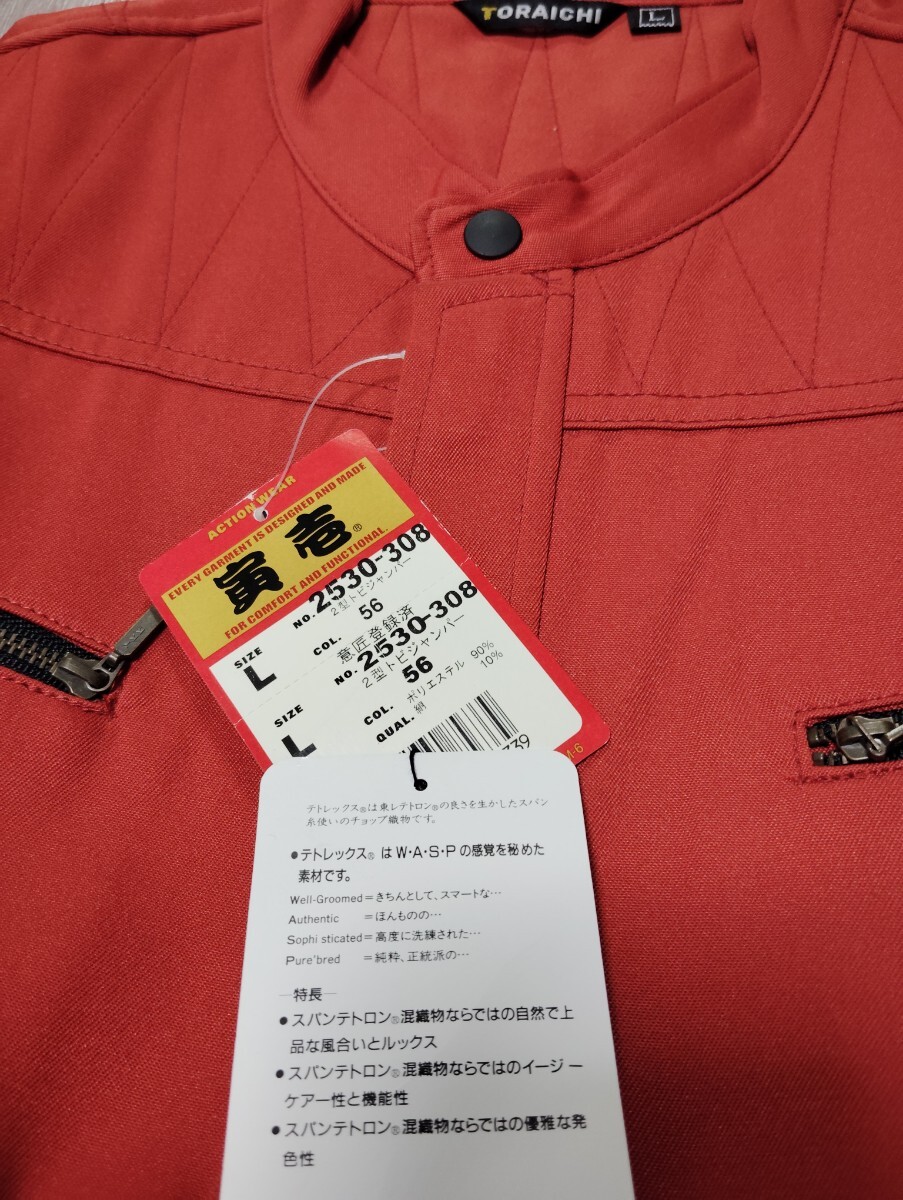 TORAICHI
L
ACTION WEAR
EVERY GARMENT IS DESIGNED AND MADE
寅壱®
FOR COMFORT AND FUNCTIONAL.
NO. 2530-308
2型トビジャンパー
SIZE
L
COL. 56
意匠登録済
NO. 2530-308
2型トビジャンパー
SIZE
L
COL. 56
QUAL. ポリエステル 90%
綿 10%
739
M-6
テトレックス®は東レテトロン®の良さを生かしたスパン
糸使いのチョップ織物です。
●テトレックス® は W・A・S・P の感覚を秘めた
素材です。
Well-Groomed＝きちんとして、スマートな…
Authentic ＝ほんものの…
Sophi sticated＝高度に洗練された…
Pure'bred ＝純粋、正統派の…
—特長—
●スパンテトロン®混織物ならではの自然で上
品な風合いとルックス
●スパンテトロン®混織物ならではのイージー
ケアー性と機能性
●スパンテトロン®混織物ならではの優雅な発
色性